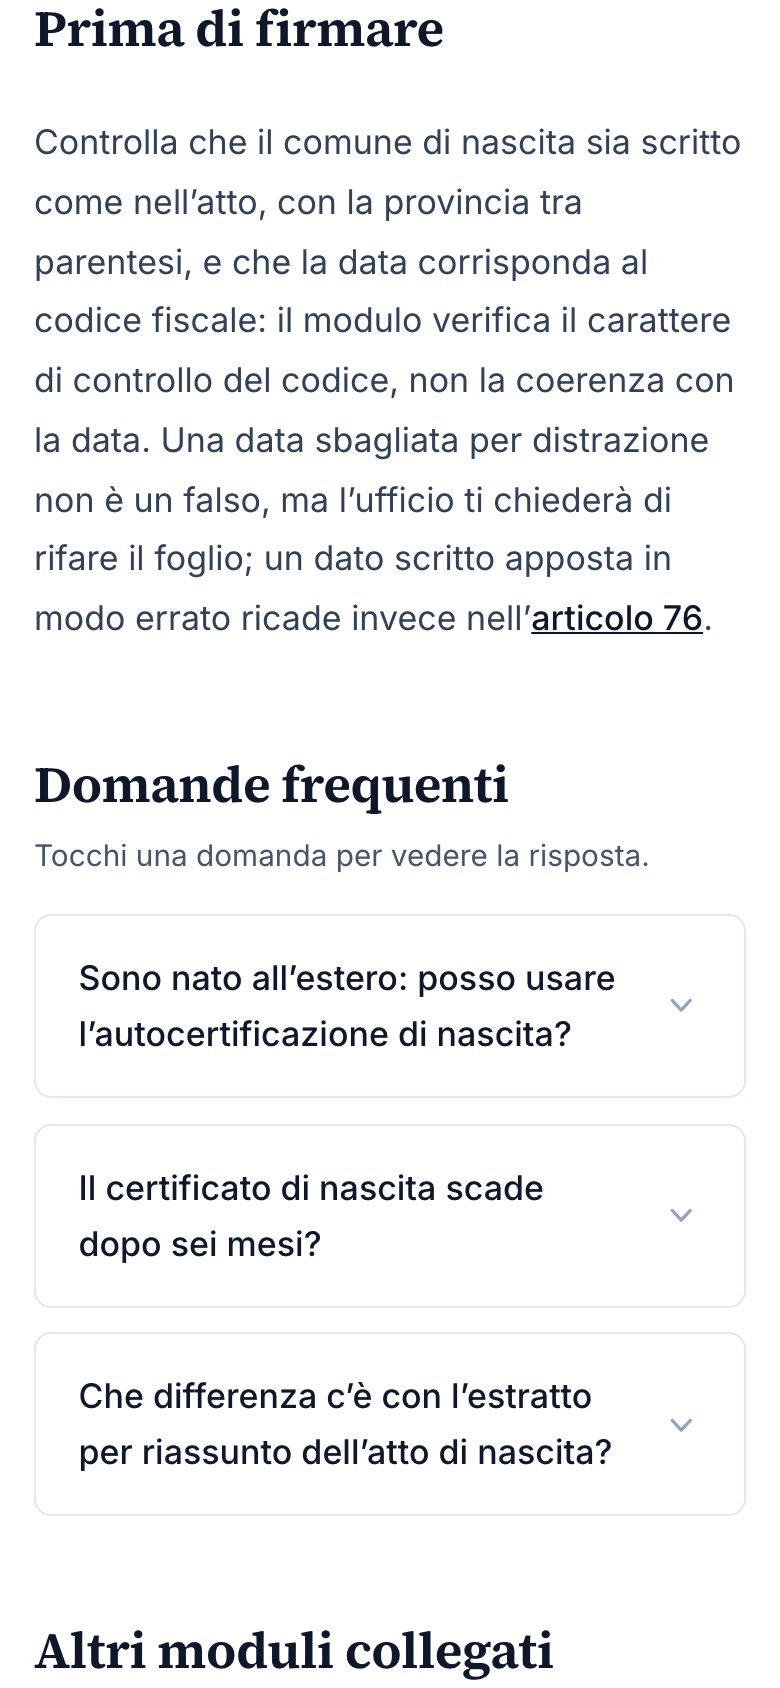 Prima di firmare
Controlla che il comune di nascita sia scritto
come nell’atto, con la provincia tra
parentesi, e che la data corrisponda al
codice fiscale: il modulo verifica il carattere
di controllo del codice, non la coerenza con
la data. Una data sbagliata per distrazione
non è un falso, ma l’ufficio ti chiederà di
rifare il foglio; un dato scritto apposta in
modo errato ricade invece nell’articolo 76.
Domande frequenti
Tocchi una domanda per vedere la risposta.
Sono nato all’estero: posso usare
l’autocertificazione di nascita?
Il certificato di nascita scade
dopo sei mesi?
Che differenza c’è con l’estratto
per riassunto dell’atto di nascita?
Altri moduli collegati